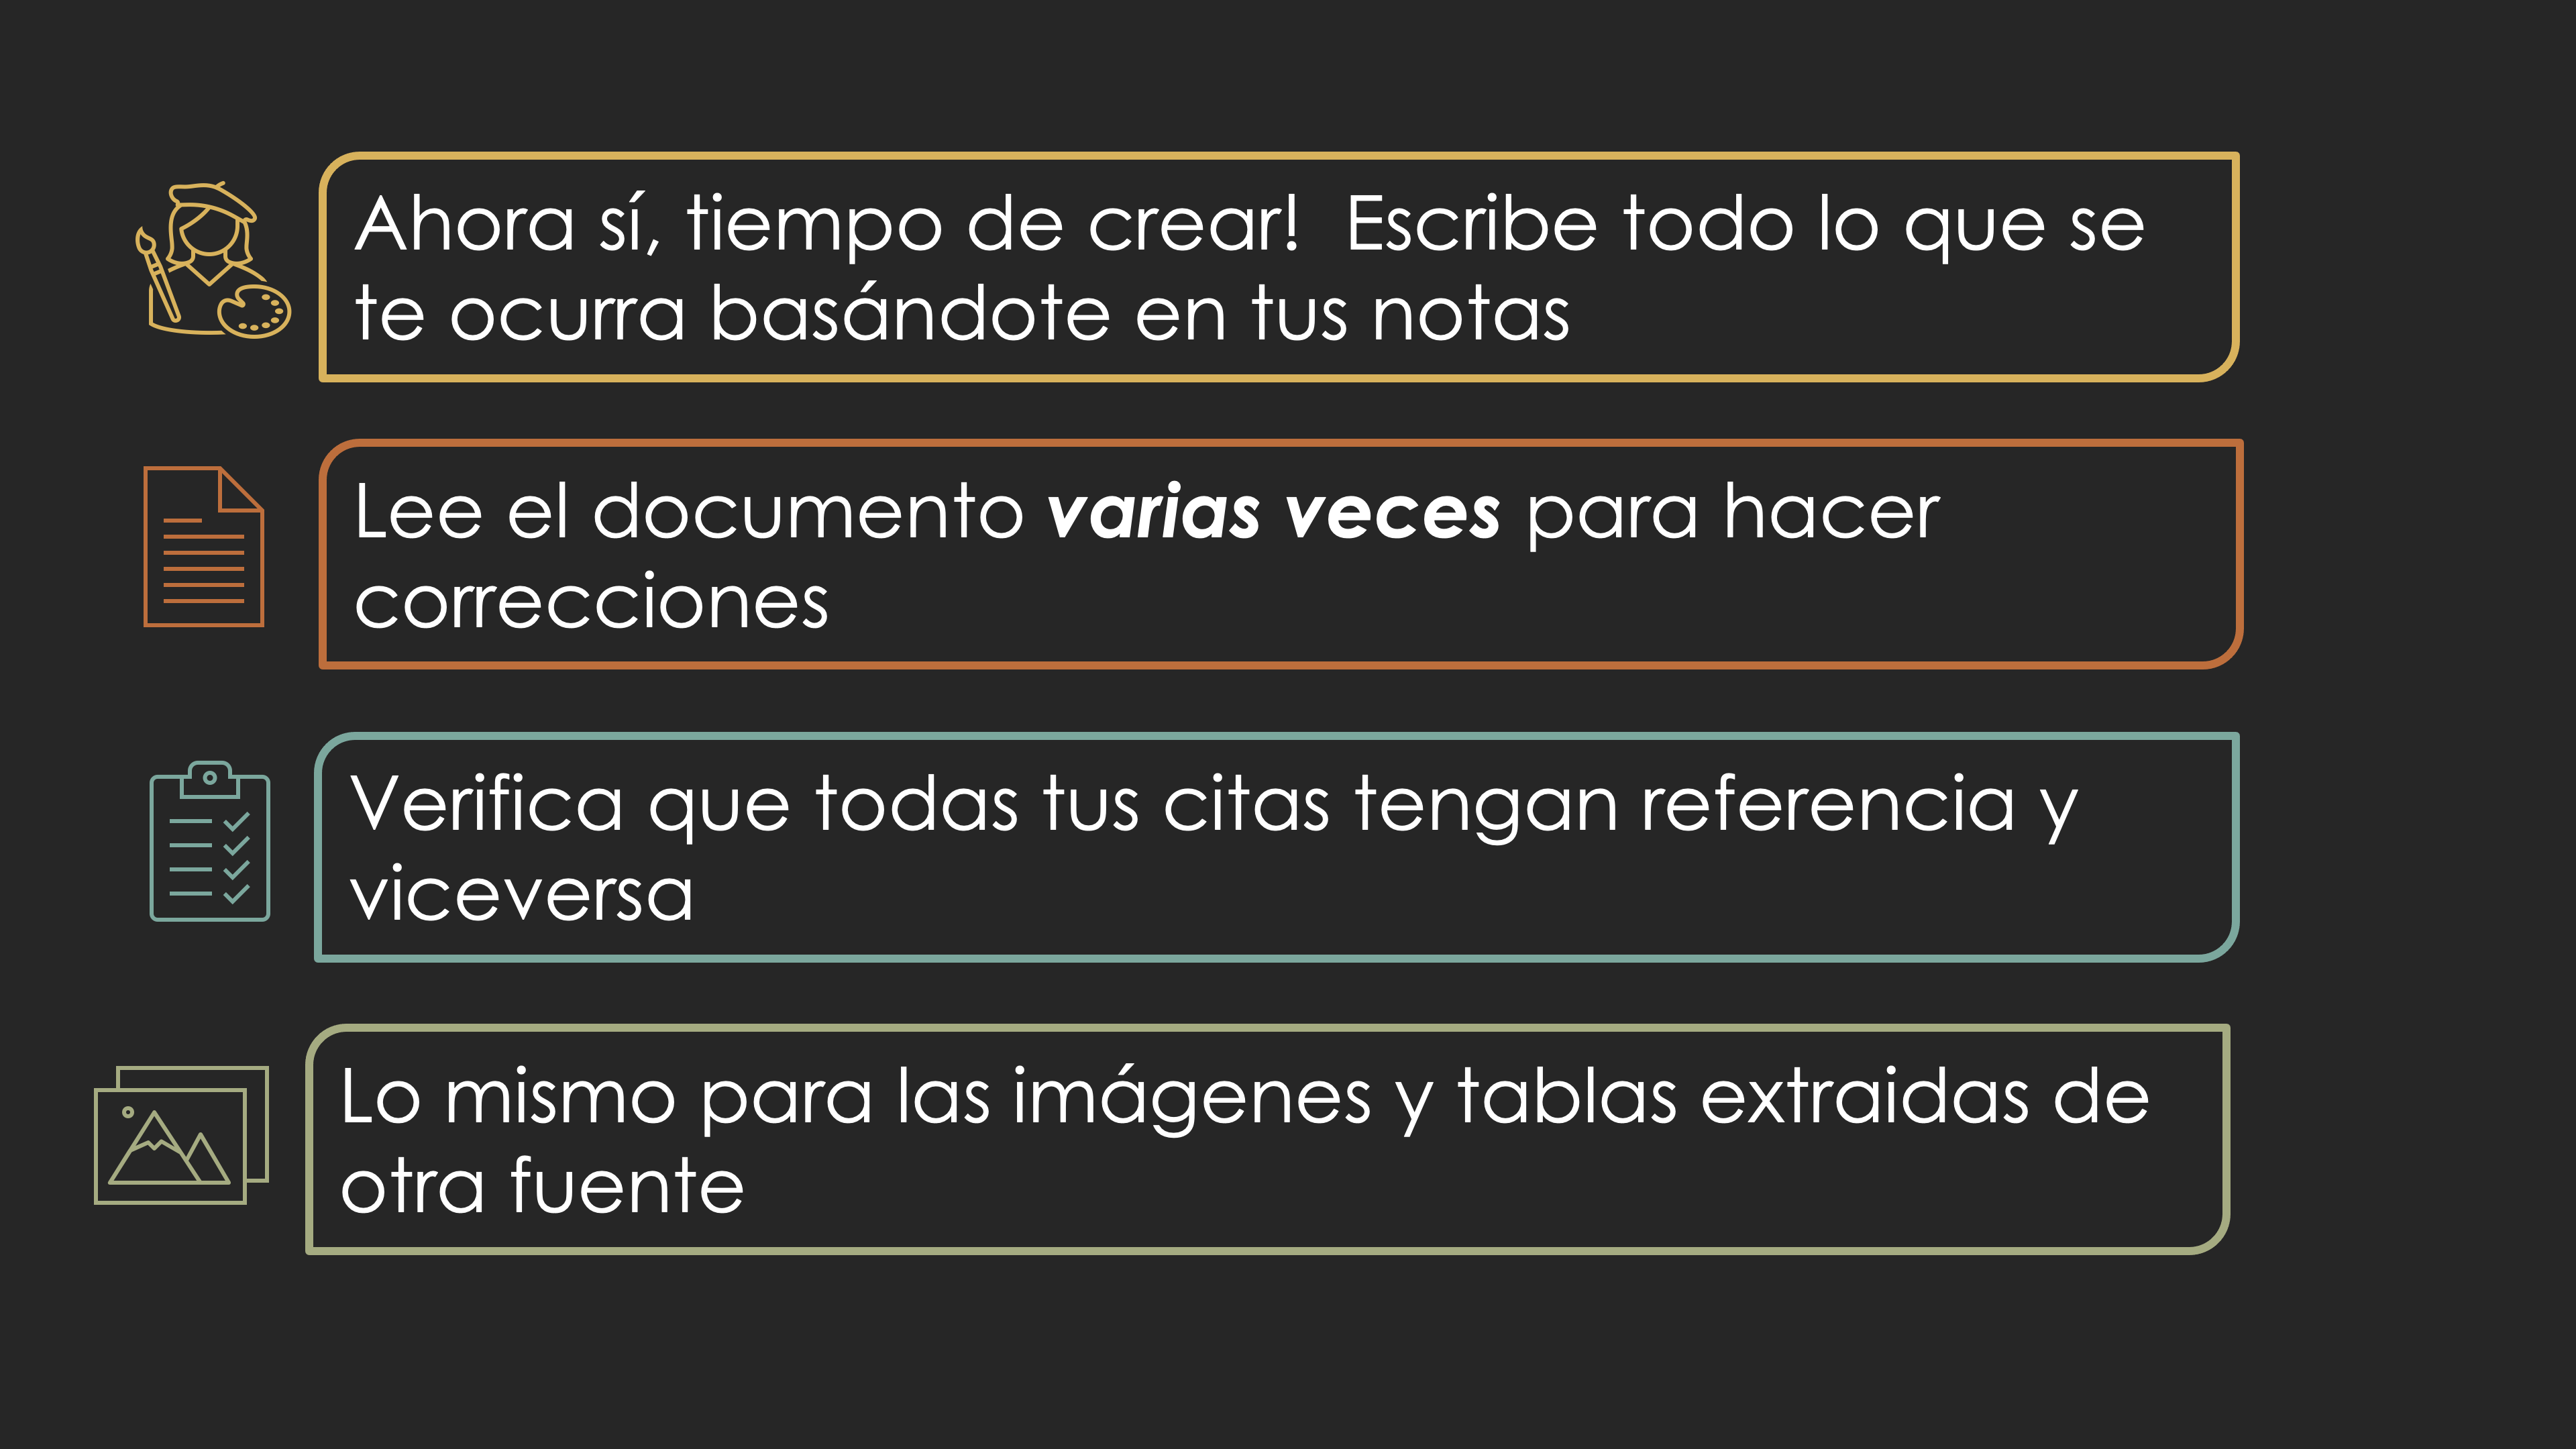 Ahora sí, tiempo de crear!  Escribe todo lo que se
te ocurra basándote en tus notas
Lee el documento varias veces para hacer
correcciones
Verifica que todas tus citas tengan referencia y
viceversa
Lo mismo para las imágenes y tablas extraidas de
otra fuente